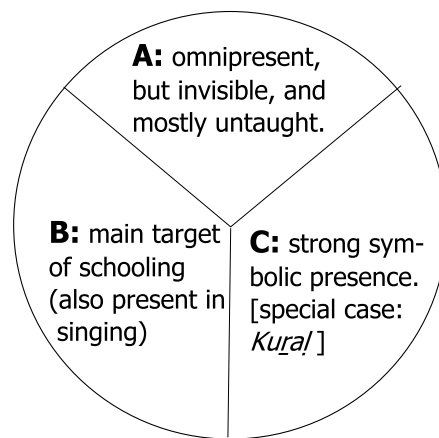 A: omnipresent,
but invisible, and
mostly untaught.
B: main target
of schooling
(also present in
singing)
C: strong sym-
bolic presence.
[special case:
Kuṟaḷ ]